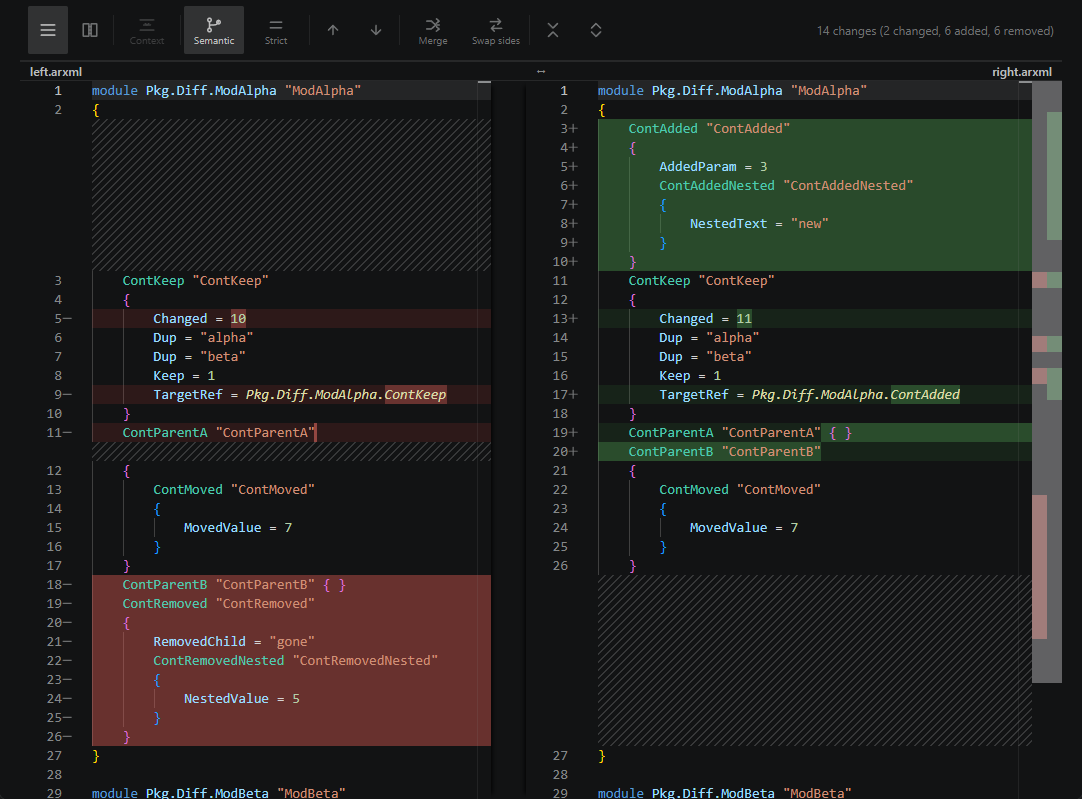 Context
Semantic
Strict
Merge
Swap sides
14 changes (2 changed, 6 added, 6 removed)
left.arxml
↔
right.arxml
1 module Pkg.Diff.ModAlpha "ModAlpha"
2 {
3 ContKeep "ContKeep"
4 {
5− Changed = 10
6 Dup = "alpha"
7 Dup = "beta"
8 Keep = 1
9− TargetRef = Pkg.Diff.ModAlpha.ContKeep
10 }
11− ContParentA "ContParentA"
12 {
13 ContMoved "ContMoved"
14 {
15 MovedValue = 7
16 }
17 }
18− ContParentB "ContParentB" { }
19− ContRemoved "ContRemoved"
20− {
21− RemovedChild = "gone"
22− ContRemovedNested "ContRemovedNested"
23− {
24− NestedValue = 5
25− }
26− }
27 }
28
29 module Pkg.Diff.ModBeta "ModBeta"
1 module Pkg.Diff.ModAlpha "ModAlpha"
2 {
3+ ContAdded "ContAdded"
4+ {
5+ AddedParam = 3
6+ ContAddedNested "ContAddedNested"
7+ {
8+ NestedText = "new"
9+ }
10+ }
11 ContKeep "ContKeep"
12 {
13+ Changed = 11
14 Dup = "alpha"
15 Dup = "beta"
16 Keep = 1
17+ TargetRef = Pkg.Diff.ModAlpha.ContAdded
18 }
19+ ContParentA "ContParentA" { }
20+ ContParentB "ContParentB"
21 {
22 ContMoved "ContMoved"
23 {
24 MovedValue = 7
25 }
26 }
27 }
28
29 module Pkg.Diff.ModBeta "ModBeta"